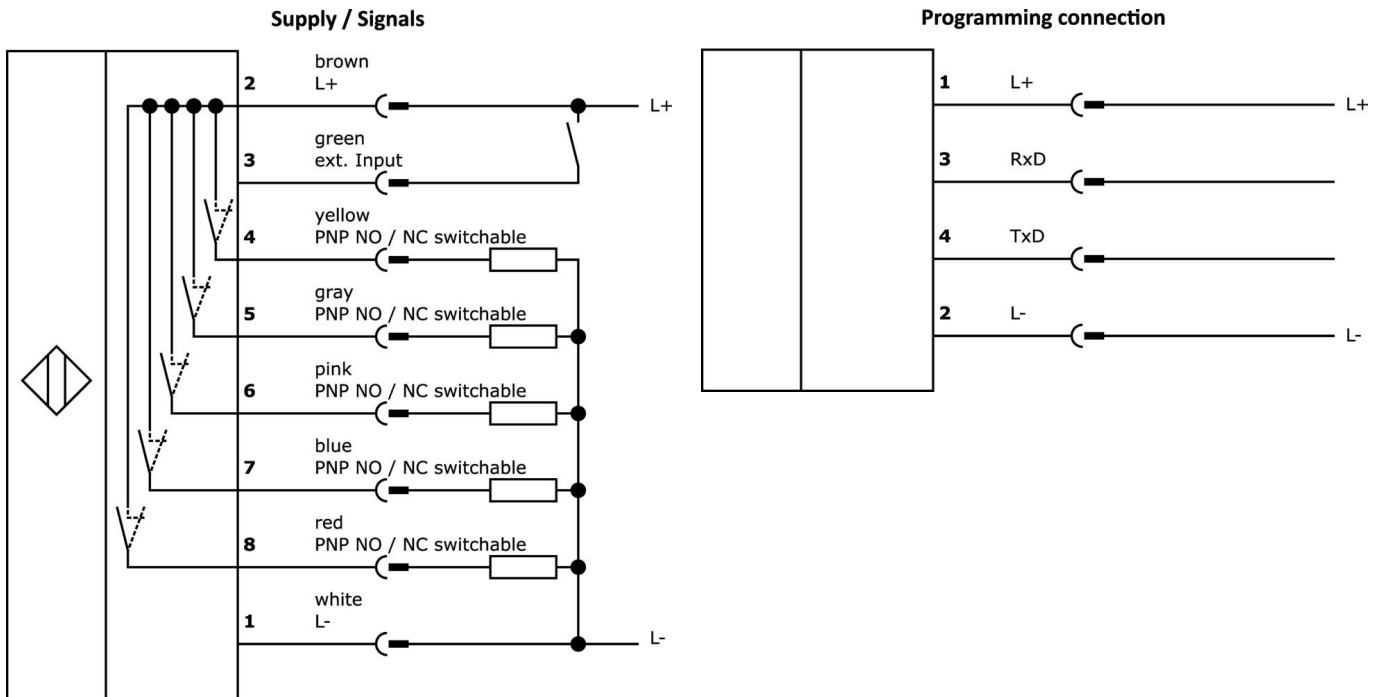 Supply / Signals
brown
2 L+
L+
green
3 ext. Input
yellow
4 PNP NO / NC switchable
gray
5 PNP NO / NC switchable
pink
6 PNP NO / NC switchable
blue
7 PNP NO / NC switchable
red
8 PNP NO / NC switchable
white
1 L-
L-
Programming connection
1 L+
L+
3 RxD
4 TxD
2 L-
L-